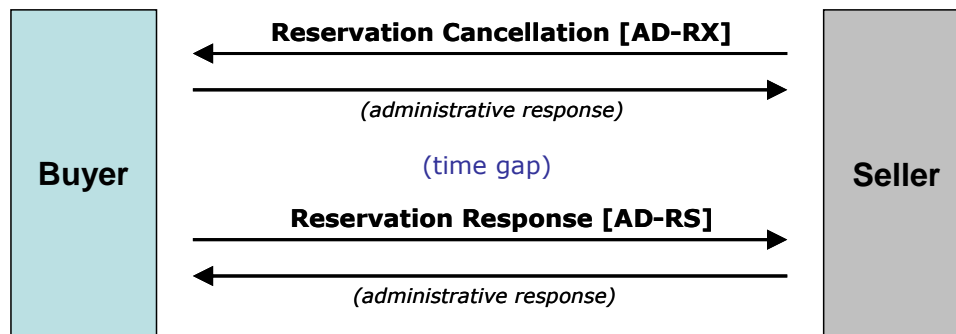 Reservation Cancellation [AD-RX]
(administrative response)
Buyer
(time gap)
Seller
Reservation Response [AD-RS]
(administrative response)